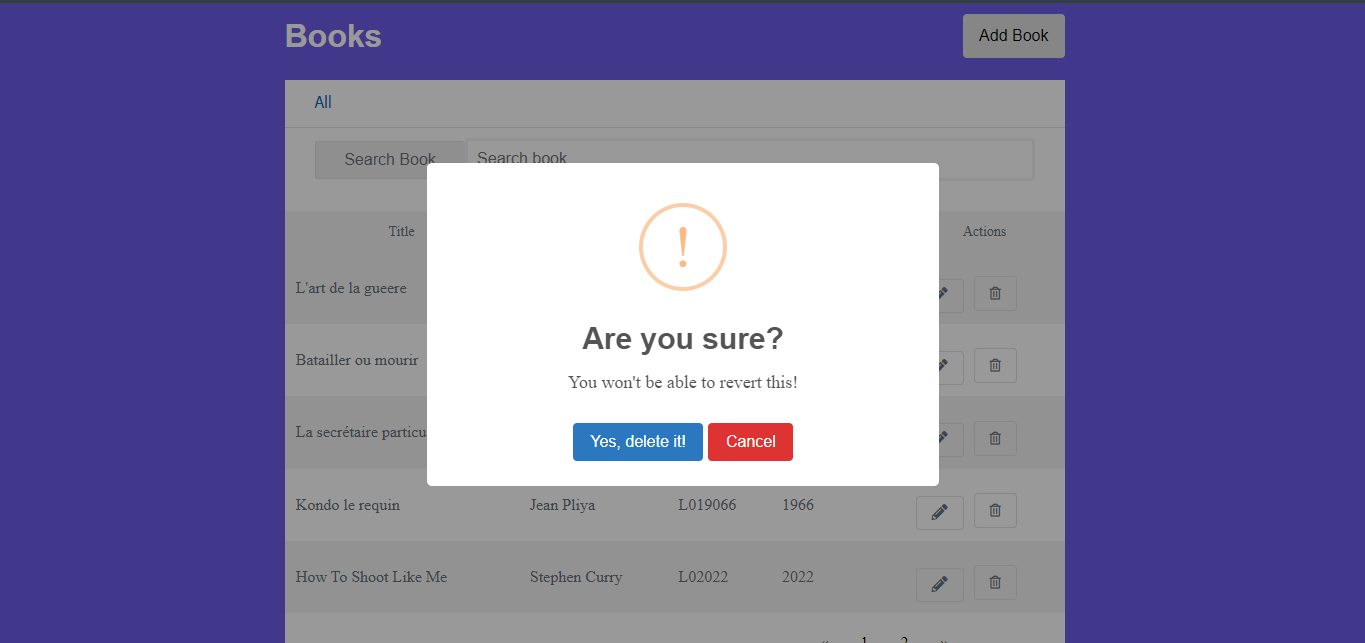 Books
Add Book
All
Search Book
Search book
Title
Actions
L'art de la gueere
Batailler ou mourir
La secrétaire particu
!
Are you sure?
You won't be able to revert this!
Yes, delete it! Cancel
Kondo le requin Jean Pliya L019066 1966
How To Shoot Like Me Stephen Curry L02022 2022
« 1 2 »